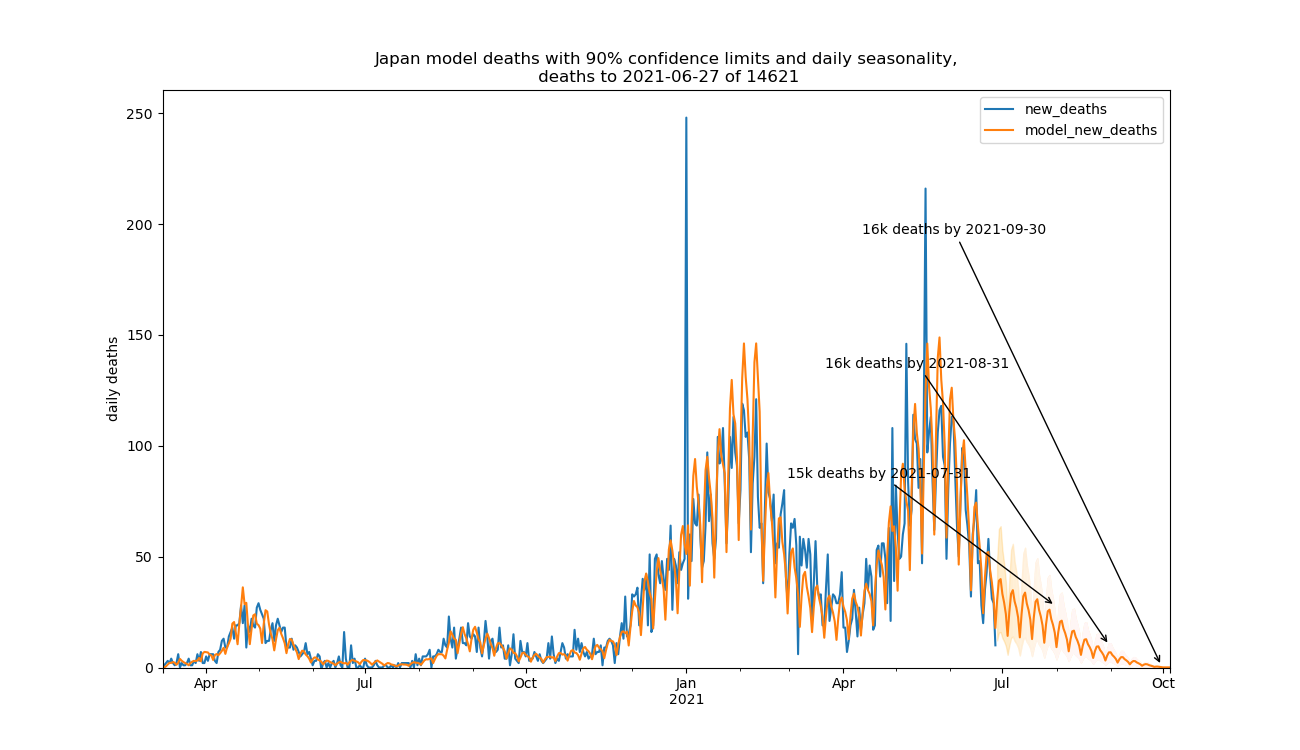 Japan model deaths with 90% confidence limits and daily seasonality,
deaths to 2021-06-27 of 14621
new_deaths
model_new_deaths
250
200
150
100
50
0
daily deaths
16k deaths by 2021-09-30
16k deaths by 2021-08-31
15k deaths by 2021-07-31
Apr
Jul
Oct
Jan
2021
Apr
Jul
Oct